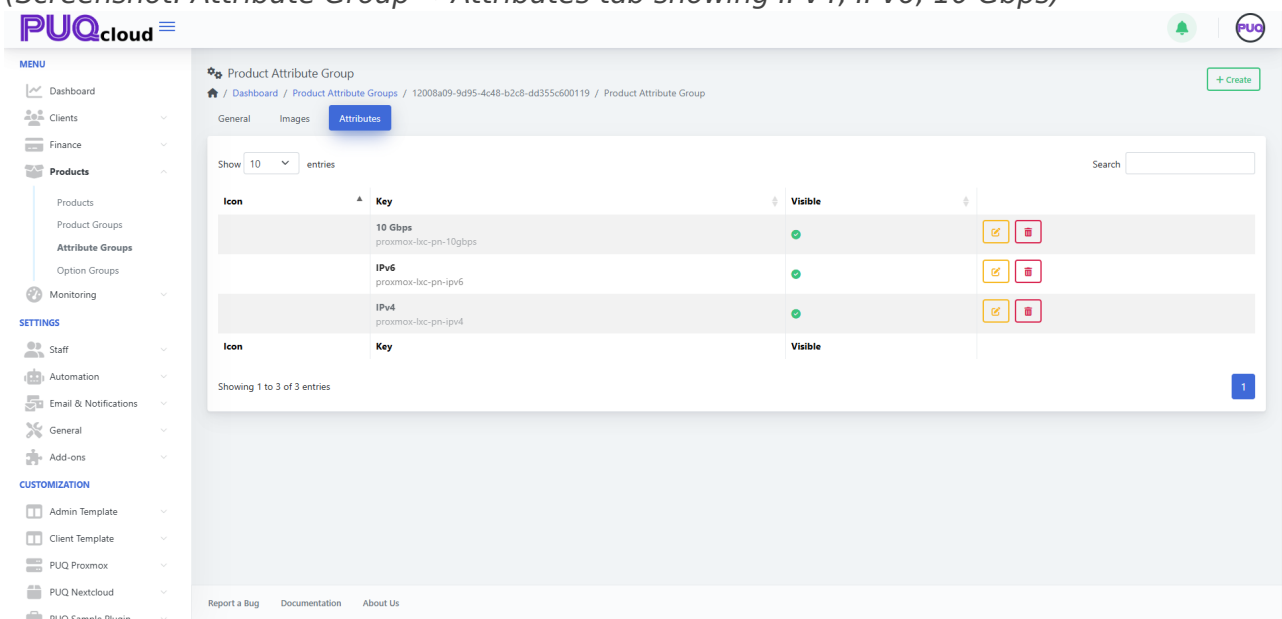 (Screenshot: Attribute Group → Attributes tab showing IPv4, IPv6, 10 Gbps)
PUQcloud
PUQ
MENU
Dashboard
Clients
Finance
Products
Products
Product Groups
Attribute Groups
Option Groups
Monitoring
SETTINGS
Staff
Automation
Email & Notifications
General
Add-ons
CUSTOMIZATION
Admin Template
Client Template
PUQ Proxmox
PUQ Nextcloud
PUQ Sample Plugin
Product Attribute Group
/ Dashboard / Product Attribute Groups / 12008a09-9d95-4c48-b2c8-dd355c600119 / Product Attribute Group
+ Create
General Images Attributes
Show 10 entries
Search
Icon Key Visible
10 Gbps
proxmox-lxc-pn-10gbps
IPv6
proxmox-lxc-pn-ipv6
IPv4
proxmox-lxc-pn-ipv4
Icon Key Visible
Showing 1 to 3 of 3 entries
1
Report a Bug Documentation About Us